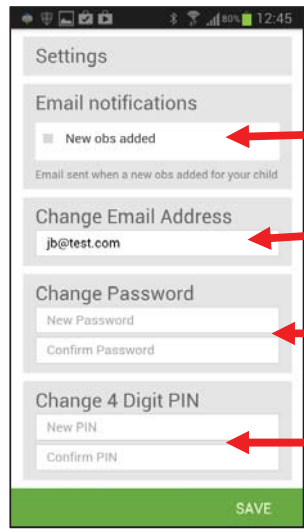 80% 12:45
Settings
Email notifications
New obs added
Email sent when a new obs added for your child
Change Email Address
jb@test.com
Change Password
New Password
Confirm Password
Change 4 Digit PIN
New PIN
Confirm PIN
SAVE